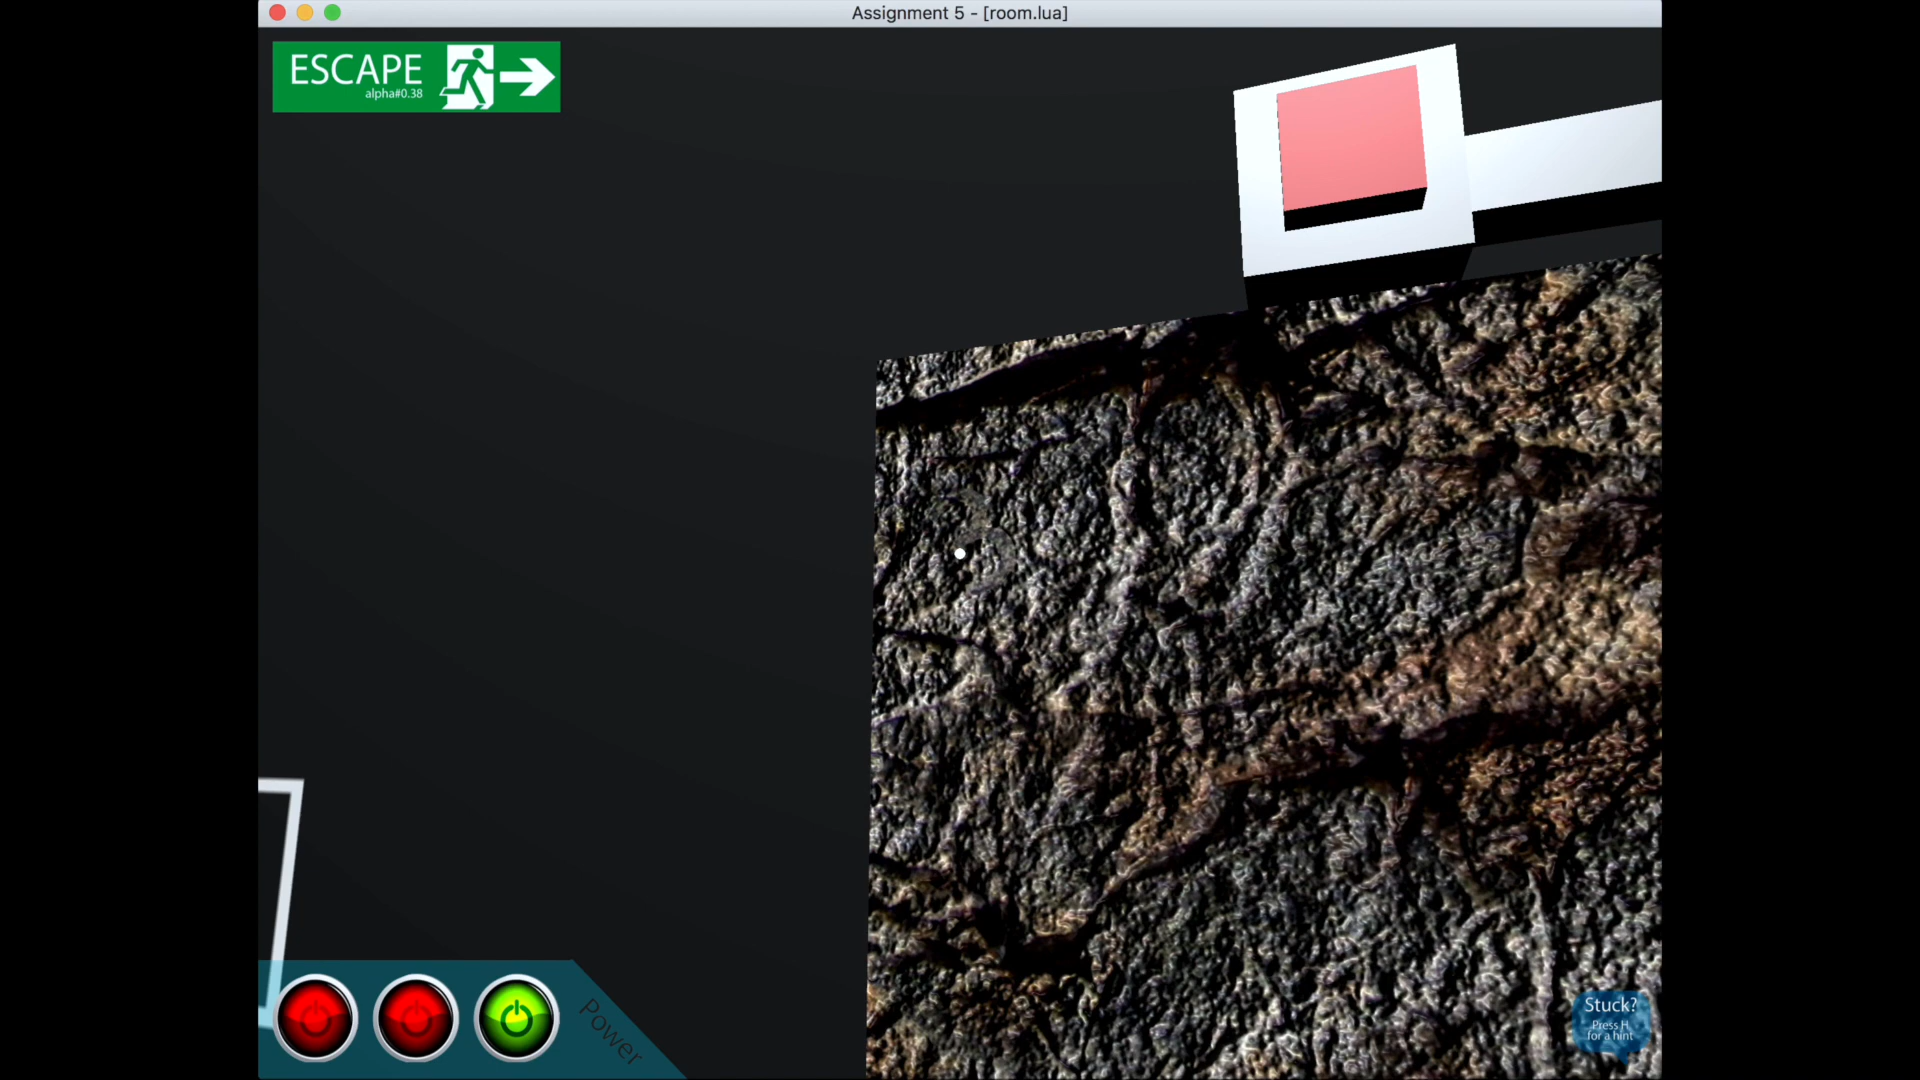 Assignment 5 - [room.lua]
ESCAPE
alpha#0.38
Power
Stuck?
Press H
for a hint